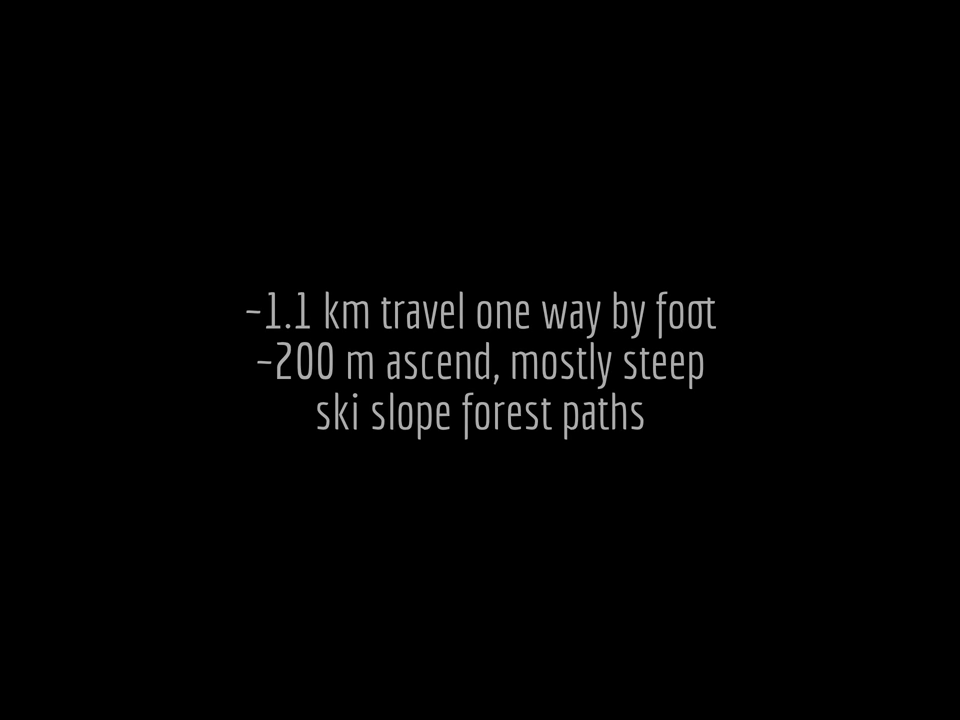 ~1.1 km travel one way by foot
~200 m ascend, mostly steep
ski slope forest paths